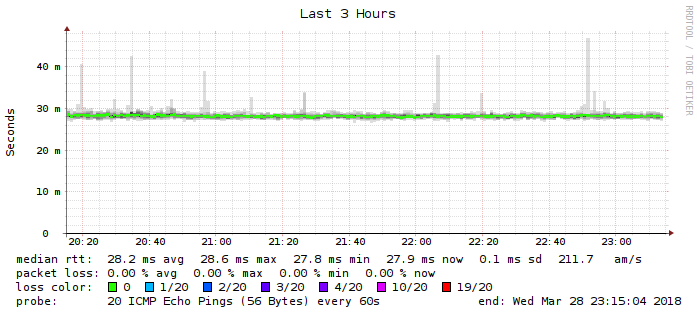 Last 3 Hours
RRDTOOL / TOBI OETIKER
Seconds
40 m
30 m
20 m
10 m
0
20:20 20:40 21:00 21:20 21:40 22:00 22:20 22:40 23:00
median rtt: 28.2 ms avg 28.6 ms max 27.8 ms min 27.9 ms now 0.1 ms sd 211.7 am/s
packet loss: 0.00 % avg 0.00 % max 0.00 % min 0.00 % now
loss color: 0 1/20 2/20 3/20 4/20 10/20 19/20
probe: 20 ICMP Echo Pings (56 Bytes) every 60s end: Wed Mar 28 23:15:04 2018